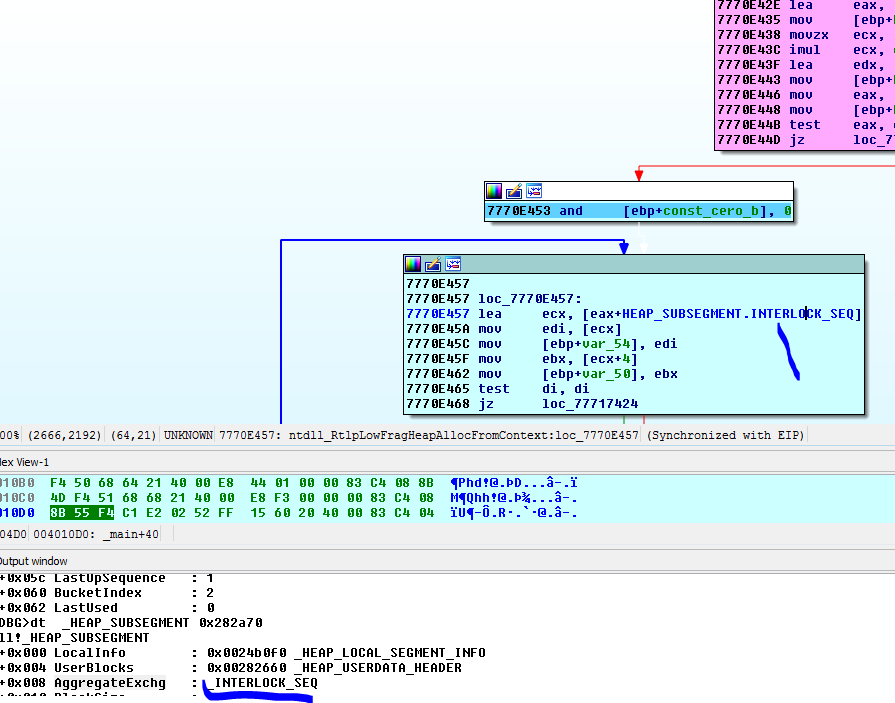 7770E42E lea eax,
7770E435 mov [ebp+
7770E438 movzx ecx,
7770E43C imul ecx,
7770E43F lea edx,
7770E443 mov [ebp+
7770E446 mov eax,
7770E448 mov [ebp+
7770E44B test eax,
7770E44D jz loc_77
7770E453 and [ebp+const_cero_b], 0
7770E457
7770E457 loc_7770E457:
7770E457 lea ecx, [eax+HEAP_SUBSEGMENT.INTERLOCK_SEQ]
7770E45A mov edi, [ecx]
7770E45C mov [ebp+var_54], edi
7770E45F mov ebx, [ecx+4]
7770E462 mov [ebp+var_50], ebx
7770E465 test di, di
7770E468 jz loc_77717424
00% (2666,2192) (64,21) UNKNOWN 7770E457: ntdll_RtlpLowFragHeapAllocFromContext:loc_7770E457 (Synchronized with EIP)
Hex View-1
010B0 F4 50 68 64 21 40 00 E8 44 01 00 00 83 C4 08 8B ¶Phd!@.ÞD...â-.ï
010C0 4D F4 51 68 68 21 40 00 E8 F3 00 00 00 83 C4 08 M¶Qhh!@.Þ¾...â-.
010D0 8B 55 F4 C1 E2 02 52 FF 15 60 20 40 00 83 C4 04 ïU¶-Ô.R·.`·@.â-.
04D0 004010D0: _main+40
Output window
+0x05c LastUpSequence : 1
+0x060 BucketIndex : 2
+0x062 LastUsed : 0
DBG>dt _HEAP_SUBSEGMENT 0x282a70
ll!_HEAP_SUBSEGMENT
+0x000 LocalInfo : 0x0024b0f0 _HEAP_LOCAL_SEGMENT_INFO
+0x004 UserBlocks : 0x00282660 _HEAP_USERDATA_HEADER
+0x008 AggregateExchg : _INTERLOCK_SEQ